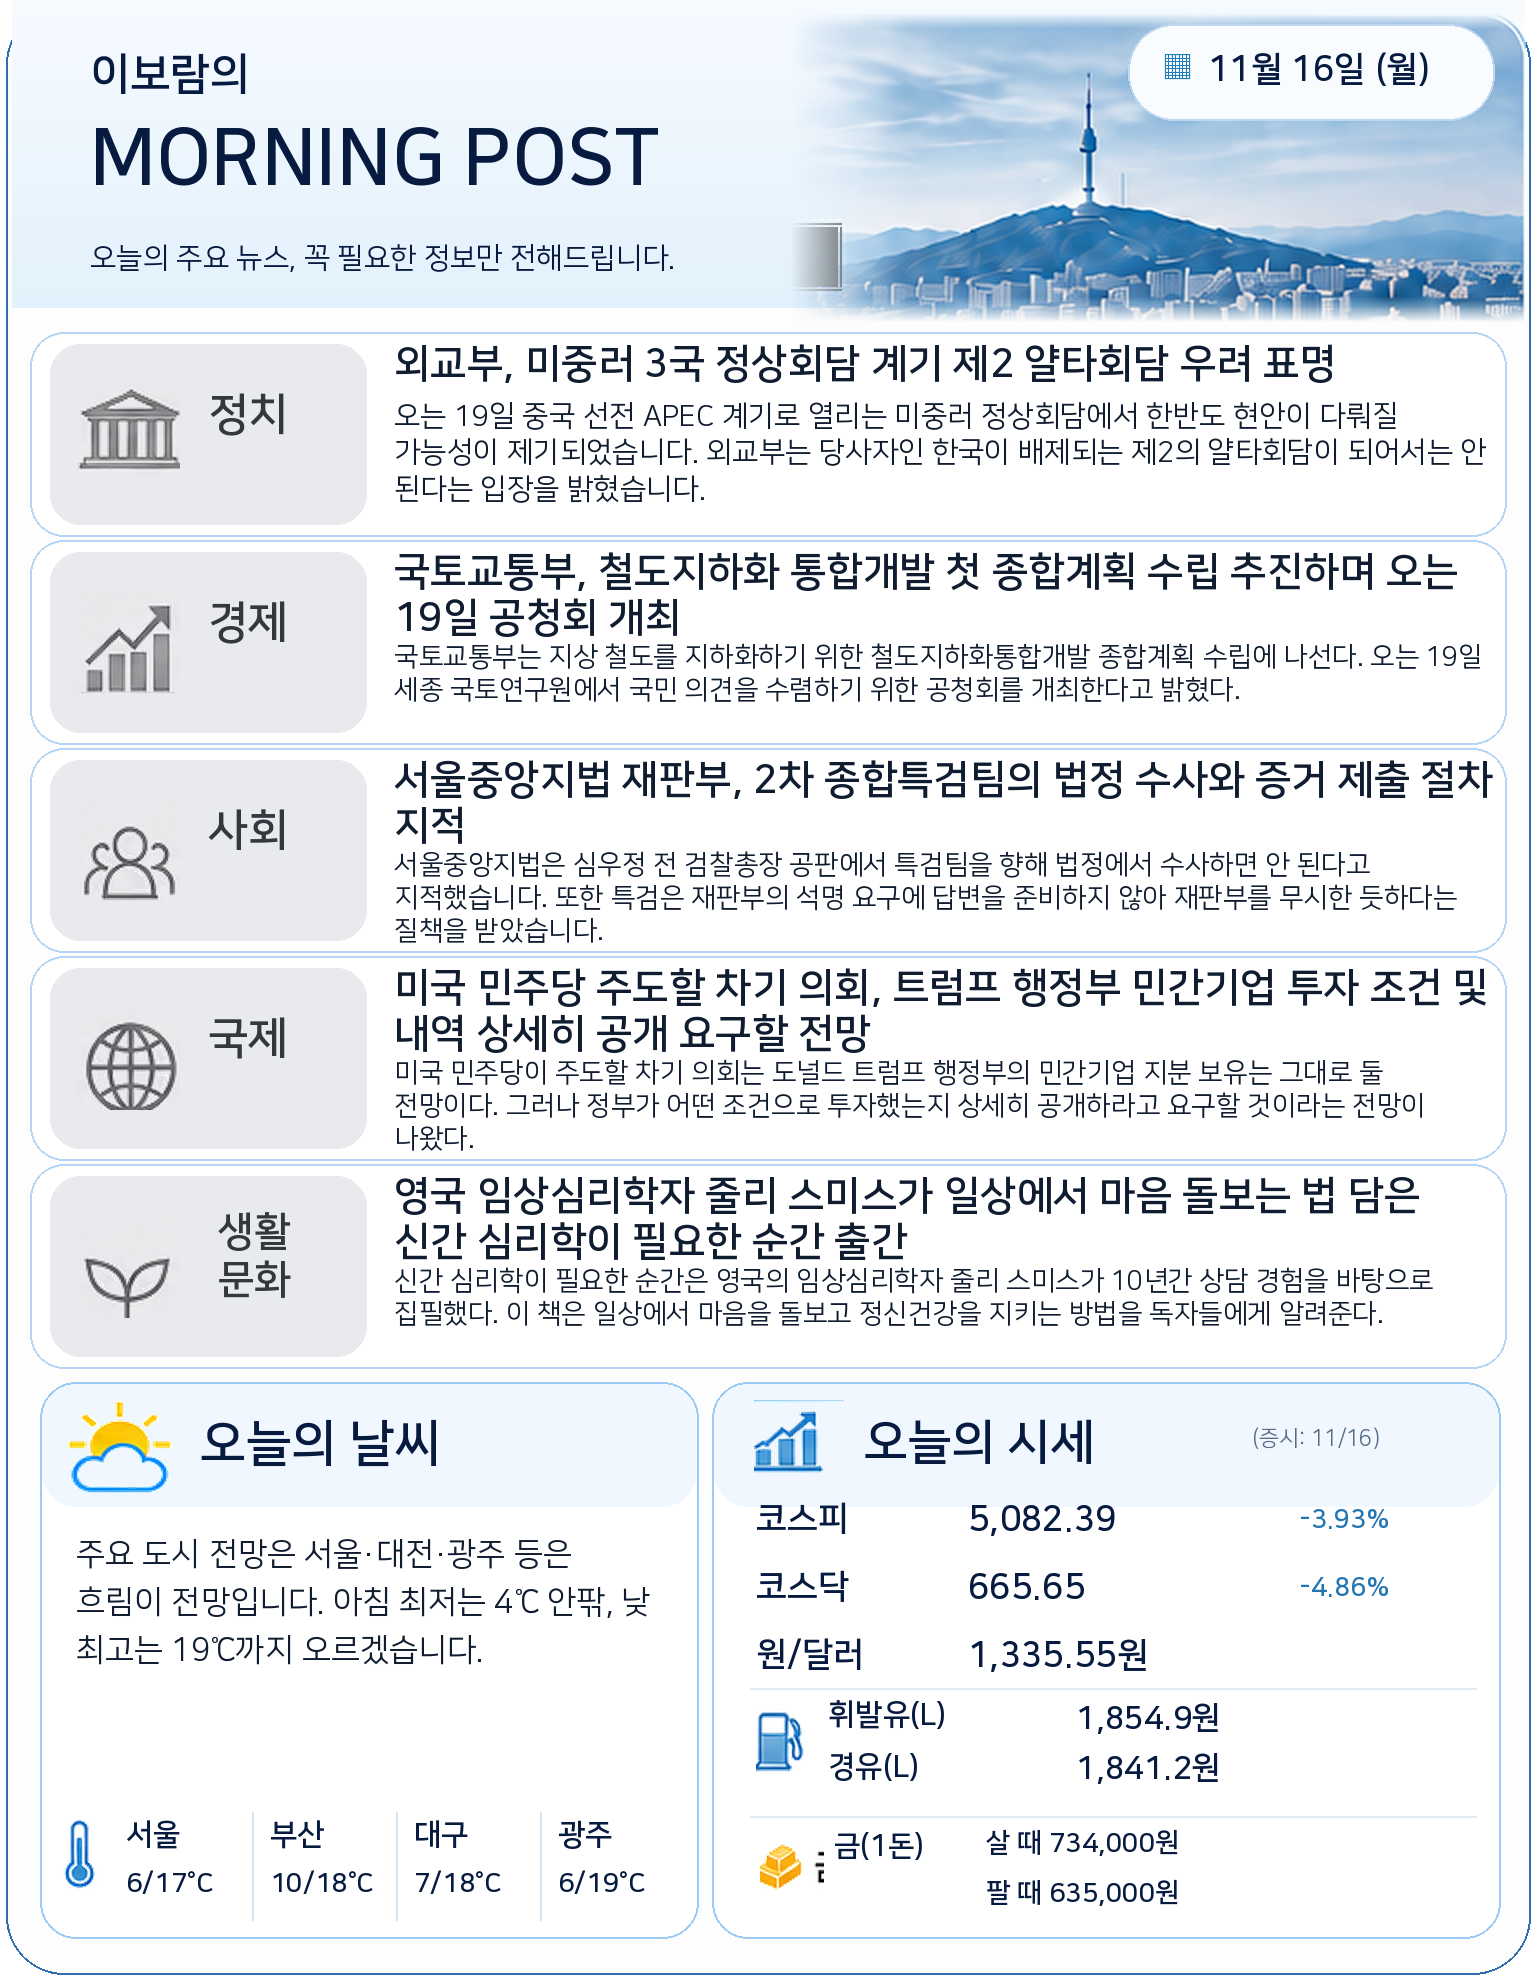 이보람의
MORNING POST
오늘의 주요 뉴스, 꼭 필요한 정보만 전해드립니다.
11월 16일 (월)
정치
외교부, 미중러 3국 정상회담 계기 제2 얄타회담 우려 표명
오는 19일 중국 선전 APEC 계기로 열리는 미중러 정상회담에서 한반도 현안이 다뤄질
가능성이 제기되었습니다. 외교부는 당사자인 한국이 배제되는 제2의 얄타회담이 되어서는 안
된다는 입장을 밝혔습니다.
경제
국토교통부, 철도지하화 통합개발 첫 종합계획 수립 추진하며 오는
19일 공청회 개최
국토교통부는 지상 철도를 지하화하기 위한 철도지하화통합개발 종합계획 수립에 나선다. 오는 19일
세종 국토연구원에서 국민 의견을 수렴하기 위한 공청회를 개최한다고 밝혔다.
사회
서울중앙지법 재판부, 2차 종합특검팀의 법정 수사와 증거 제출 절차
지적
서울중앙지법은 심우정 전 검찰총장 공판에서 특검팀을 향해 법정에서 수사하면 안 된다고
지적했습니다. 또한 특검은 재판부의 석명 요구에 답변을 준비하지 않아 재판부를 무시한 듯하다는
질책을 받았습니다.
국제
미국 민주당 주도할 차기 의회, 트럼프 행정부 민간기업 투자 조건 및
내역 상세히 공개 요구할 전망
미국 민주당이 주도할 차기 의회는 도널드 트럼프 행정부의 민간기업 지분 보유는 그대로 둘
전망이다. 그러나 정부가 어떤 조건으로 투자했는지 상세히 공개하라고 요구할 것이라는 전망이
나왔다.
생활
문화
영국 임상심리학자 줄리 스미스가 일상에서 마음 돌보는 법 담은
신간 심리학이 필요한 순간 출간
신간 심리학이 필요한 순간은 영국의 임상심리학자 줄리 스미스가 10년간 상담 경험을 바탕으로
집필했다. 이 책은 일상에서 마음을 돌보고 정신건강을 지키는 방법을 독자들에게 알려준다.
오늘의 날씨
주요 도시 전망은 서울·대전·광주 등은
흐림이 전망입니다. 아침 최저는 4℃ 안팎, 낮
최고는 19℃까지 오르겠습니다.
서울 부산 대구 광주
6/17°C 10/18°C 7/18°C 6/19°C
오늘의 시세 (증시: 11/16)
코스피 5,082.39 -3.93%
코스닥 665.65 -4.86%
원/달러 1,335.55원
휘발유(L) 1,854.9원
경유(L) 1,841.2원
금(1돈) 살 때 734,000원
팔 때 635,000원